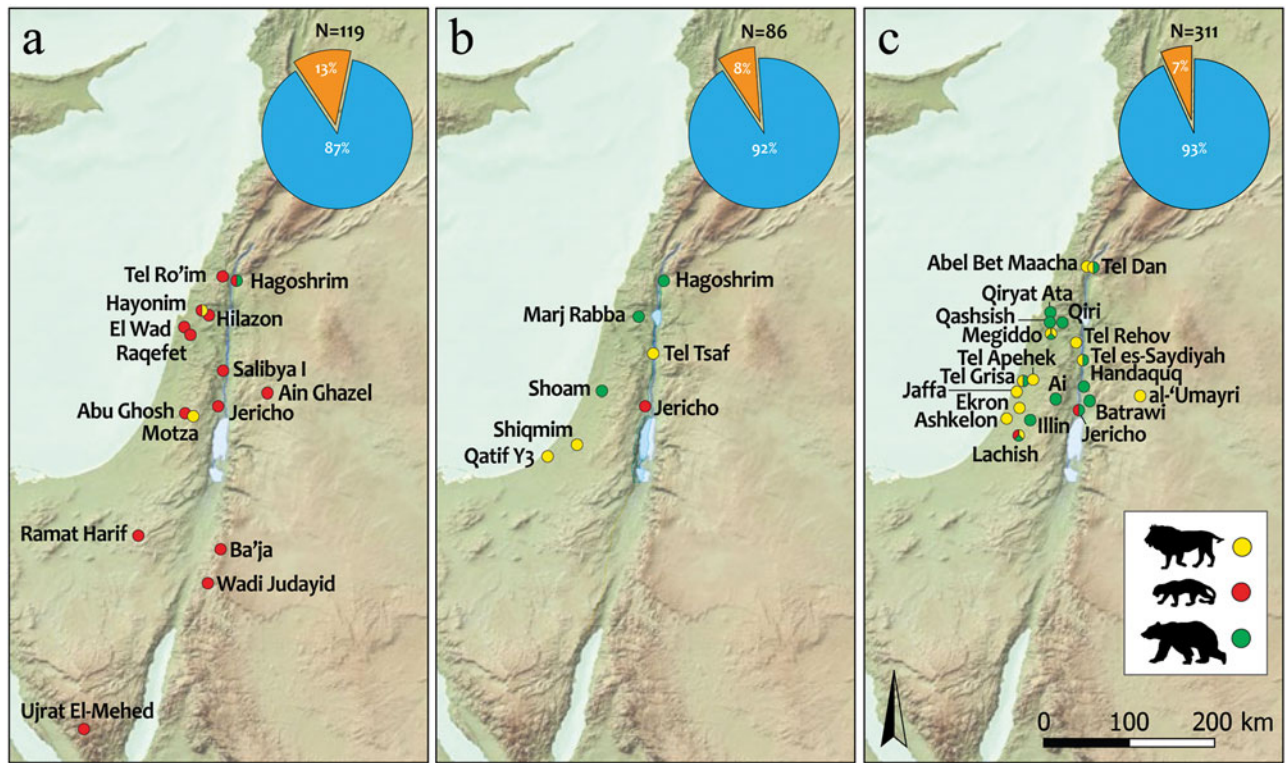 a
N=119
13%
87%
Tel Ro'im
Hagoshrim
Hayonim
Hilazon
El Wad
Raqefet
Salibya I
Ain Ghazel
Abu Ghosh
Jericho
Motza
Ramat Harif
Ba'ja
Wadi Judayid
Ujrat El-Mehed
b
N=86
8%
92%
Hagoshrim
Marj Rabba
Tel Tsaf
Shoam
Jericho
Shiqmim
Qatif Y3
c
N=311
7%
93%
Abel Bet Maacha
Tel Dan
Qiryat Ata
Qashsish
Qiri
Megiddo
Tel Rehov
Tel Apehek
Tel es-Saydiyah
Tel Grisa
Handaquq
Jaffa
Ai
al-'Umayri
Ekron
Batrawi
Ashkelon
Illin
Jericho
Lachish
0 100 200 km